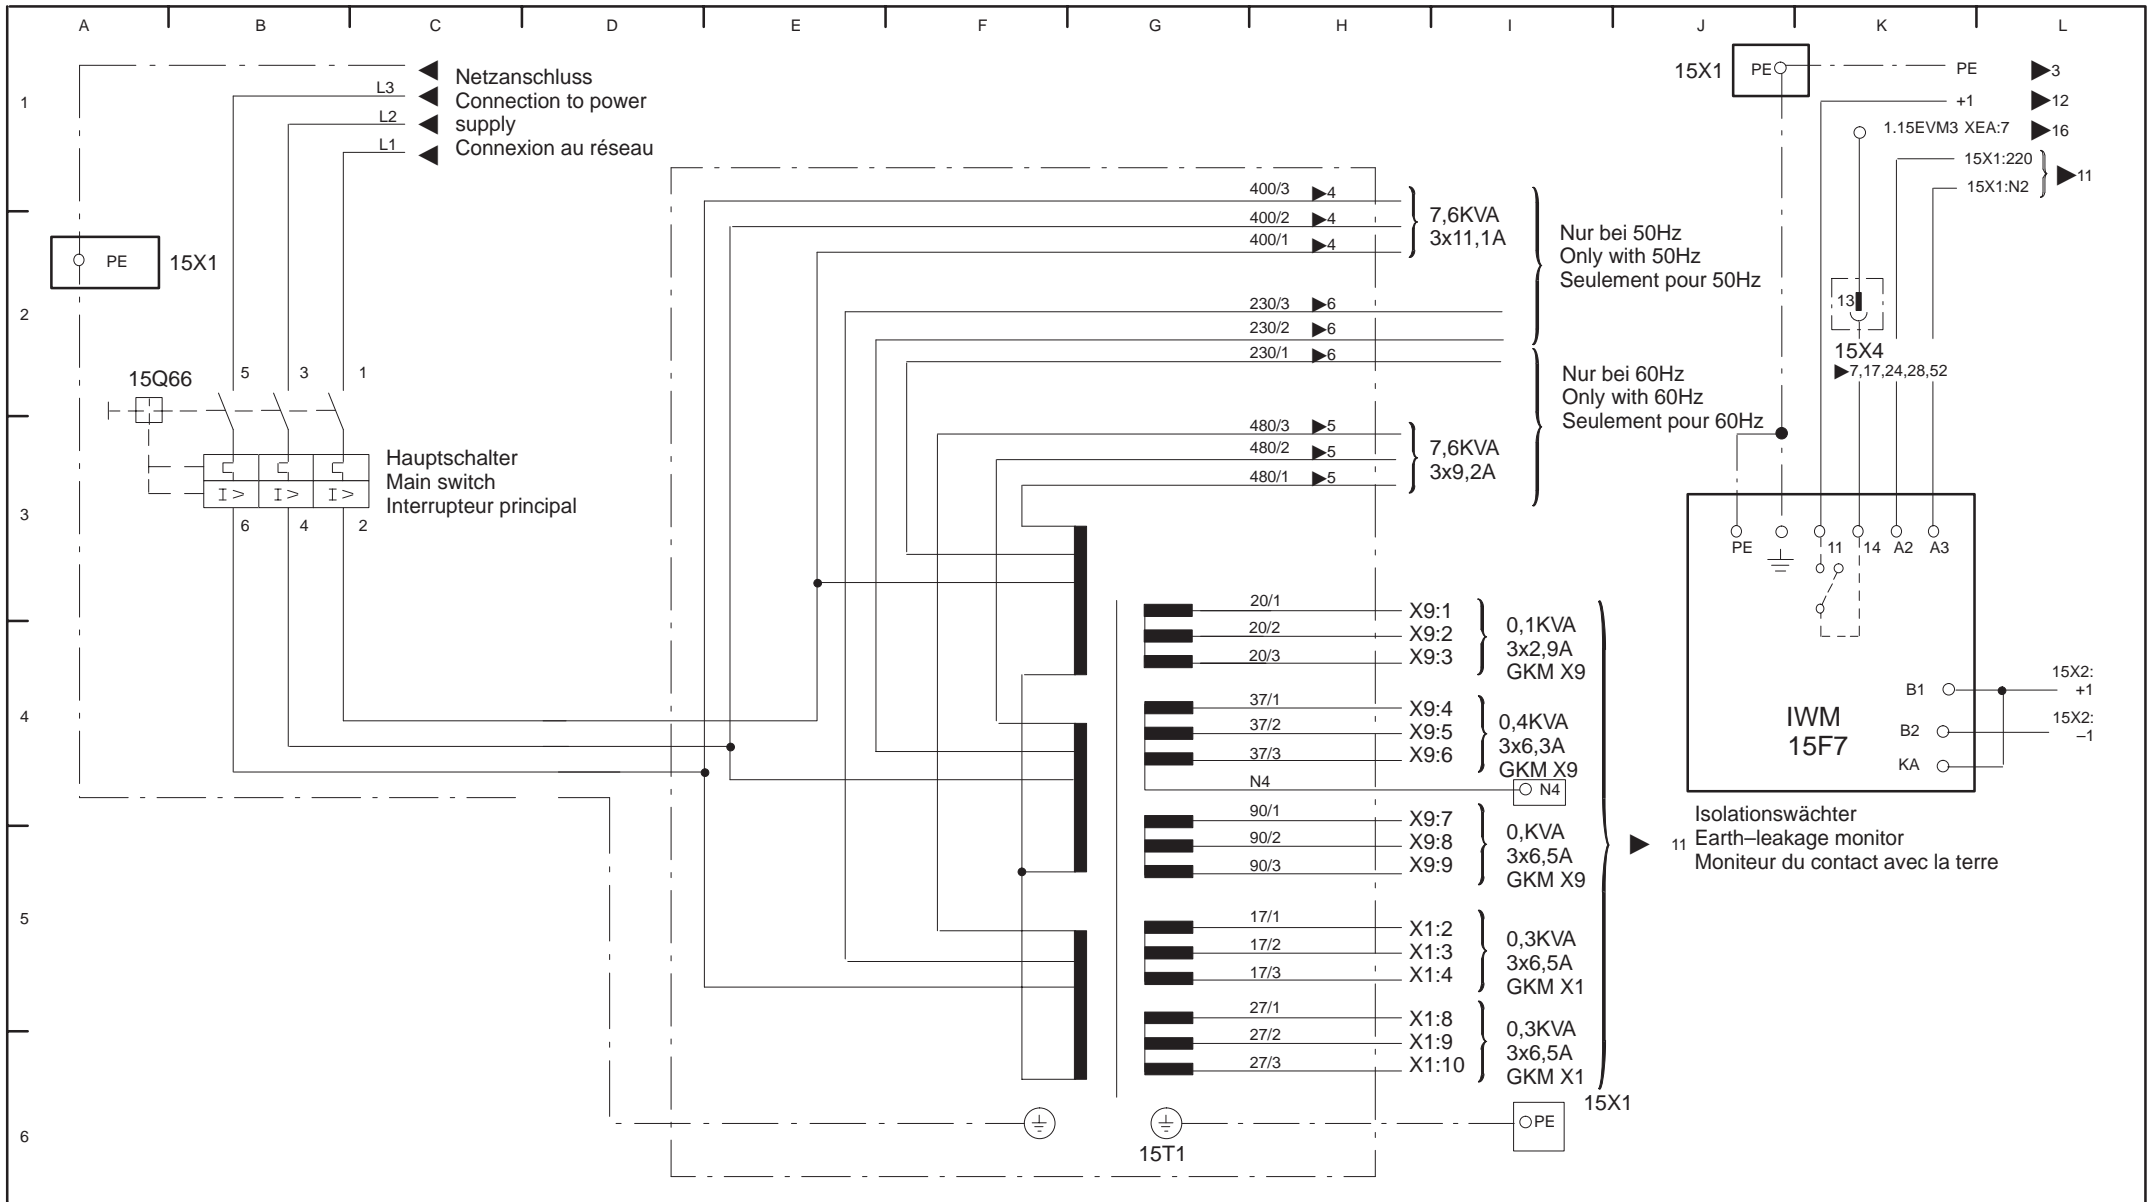 A B C D E F G H I J K L
1
2
3
4
5
6
L3
L2
L1
Netzanschluss
Connection to power
supply
Connexion au réseau
PE
15X1
15Q66
5 3 1
Hauptschalter
Main switch
Interrupteur principal
I > I > I >
6 4 2
400/3 4
400/2 4
400/1 4
7,6KVA
3x11,1A
230/3 6
230/2 6
230/1 6
Nur bei 50Hz
Only with 50Hz
Seulement pour 50Hz
480/3 5
480/2 5
480/1 5
7,6KVA
3x9,2A
Nur bei 60Hz
Only with 60Hz
Seulement pour 60Hz
20/1 X9:1
20/2 X9:2
20/3 X9:3
0,1KVA
3x2,9A
GKM X9
37/1 X9:4
37/2 X9:5
37/3 X9:6
0,4KVA
3x6,3A
GKM X9
N4 N4
90/1 X9:7
90/2 X9:8
90/3 X9:9
0,KVA
3x6,5A
GKM X9
17/1 X1:2
17/2 X1:3
17/3 X1:4
0,3KVA
3x6,5A
GKM X1
27/1 X1:8
27/2 X1:9
27/3 X1:10
0,3KVA
3x6,5A
GKM X1
15X1
PE
15T1
15X1 PE PE 3
+1 12
1.15EVM3 XEA:7 16
15X1:220
15X1:N2
11
13
15X4
7,17,24,28,52
PE 11 14 A2 A3
B1 15X2:
+1
B2 15X2:
–1
KA
IWM
15F7
11
Isolationswächter
Earth–leakage monitor
Moniteur du contact avec la terre